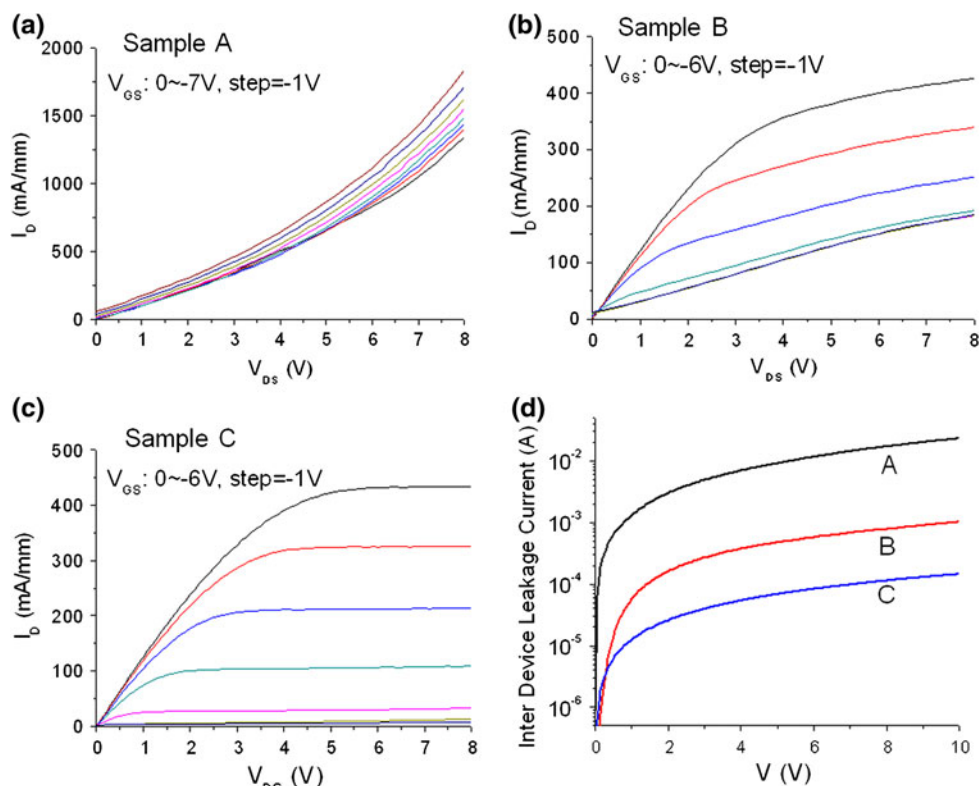 (a)
Sample A
V_GS: 0~-7V, step=-1V
2000
1500
1000
500
0
I_D (mA/mm)
0 1 2 3 4 5 6 7 8
V_DS (V)
(b)
Sample B
V_GS: 0~-6V, step=-1V
500
400
300
200
100
0
I_D (mA/mm)
0 1 2 3 4 5 6 7 8
V_DS (V)
(c)
Sample C
V_GS: 0~-6V, step=-1V
500
400
300
200
100
0
I_D (mA/mm)
0 1 2 3 4 5 6 7 8
V_DS (V)
(d)
10^-2
10^-3
10^-4
10^-5
10^-6
Inter Device Leakage Current (A)
A
B
C
0 2 4 6 8 10
V (V)